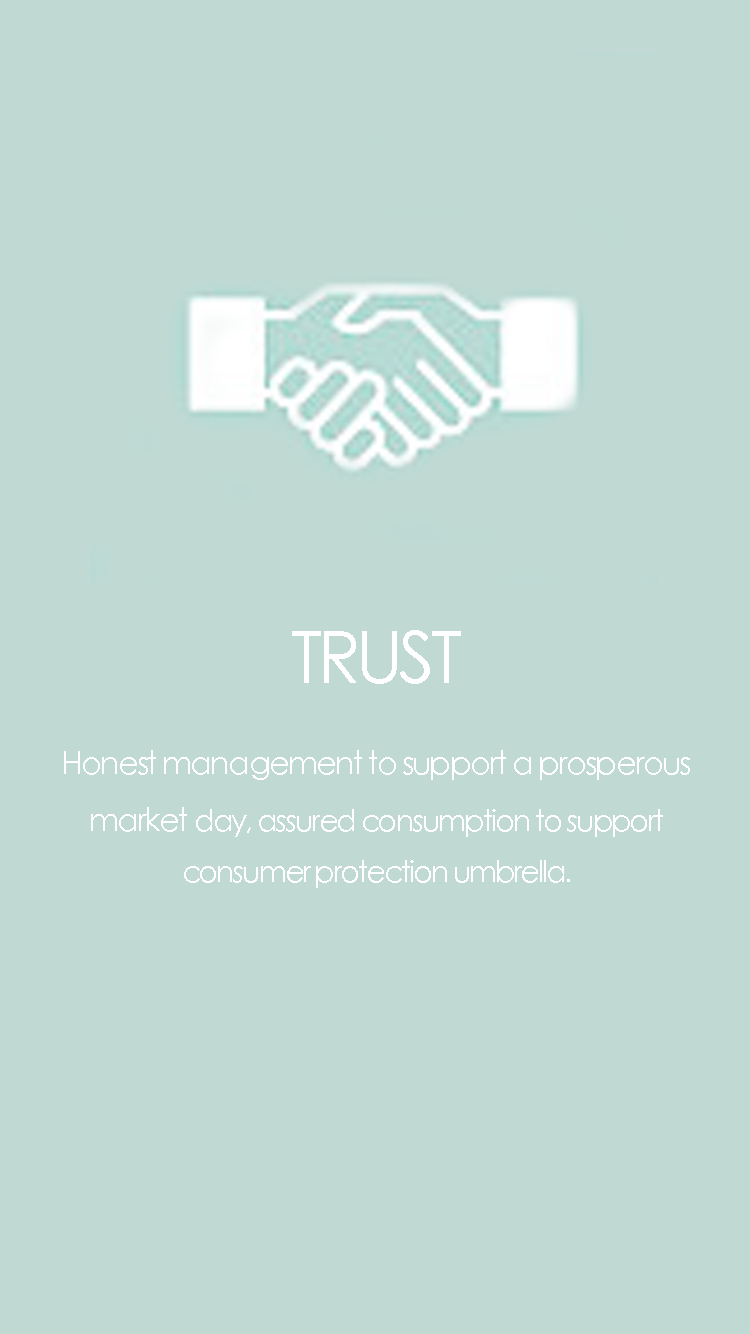 TRUST
Honest management to support a prosperous
market day, assured consumption to support
consumer protection umbrella.